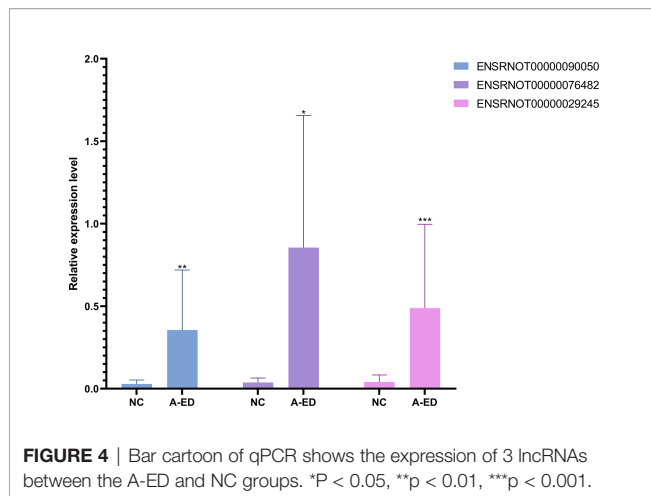 2.0
1.5
1.0
0.5
0.0
Relative expression level
**
*
***
NC A-ED NC A-ED NC A-ED
ENSRNOT00000090050
ENSRNOT00000076482
ENSRNOT00000029245
FIGURE 4 | Bar cartoon of qPCR shows the expression of 3 lncRNAs
between the A-ED and NC groups. *P < 0.05, **p < 0.01, ***p < 0.001.